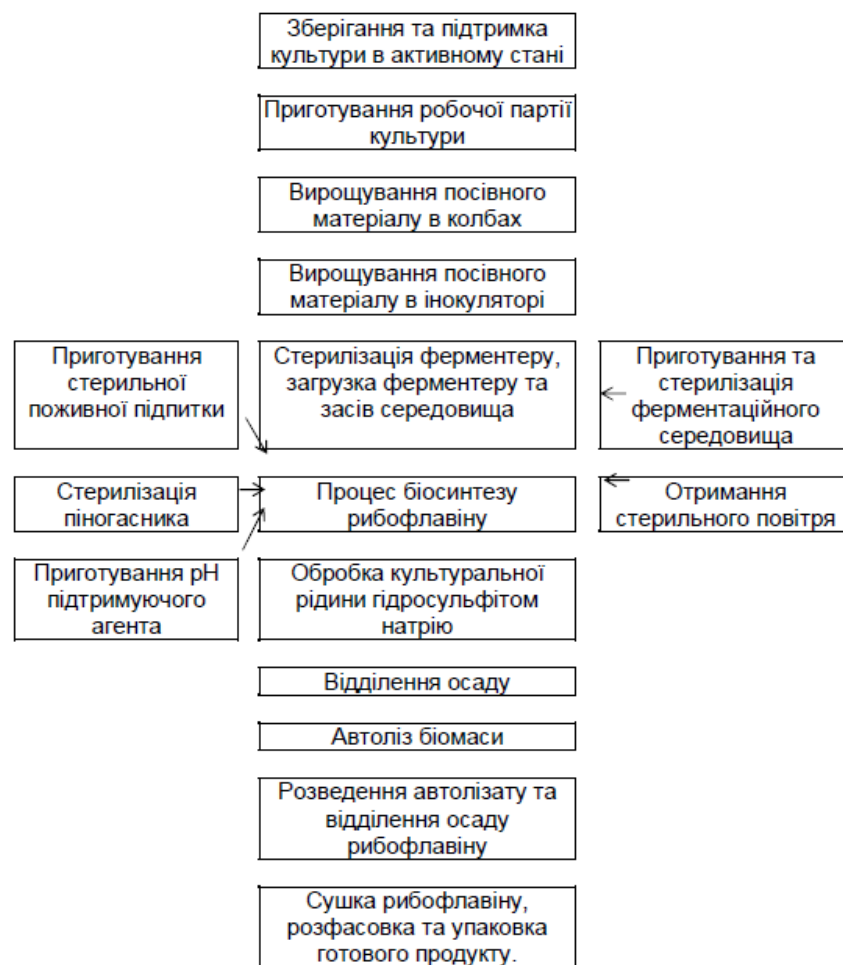 Зберігання та підтримка
культури в активному стані
Приготування робочої партії
культури
Вирощування посівного
матеріалу в колбах
Вирощування посівного
матеріалу в інокуляторі
Приготування
стерильної
поживної підпитки
Стерилізація ферментеру,
загрузка ферментеру та
засів середовища
Приготування та
стерилізація
ферментаційного
середовища
Стерилізація
піногасника
Процес біосинтезу
рибофлавіну
Отримання
стерильного повітря
Приготування рН
підтримуючого
агента
Обробка культуральної
рідини гідросульфітом
натрію
Відділення осаду
Автоліз біомаси
Розведення автолізату та
відділення осаду
рибофлавіну
Сушка рибофлавіну,
розфасовка та упаковка
готового продукту.